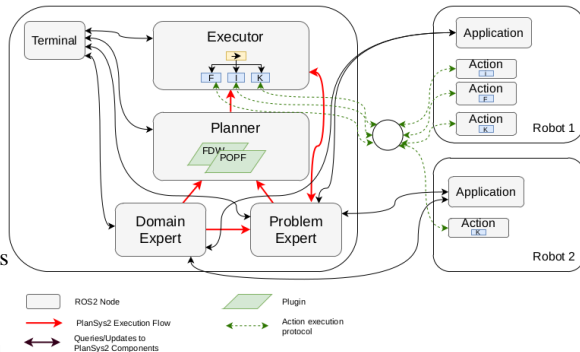 Terminal
Executor
F
I
K
Planner
FDW
POPF
Domain
Expert
Problem
Expert
Application
Action
I
Action
F
Action
K
Robot 1
Application
Action
K
Robot 2
s
ROS2 Node
Plugin
PlanSys2 Execution Flow
Action execution
protocol
Queries/Updates to
PlanSys2 Components